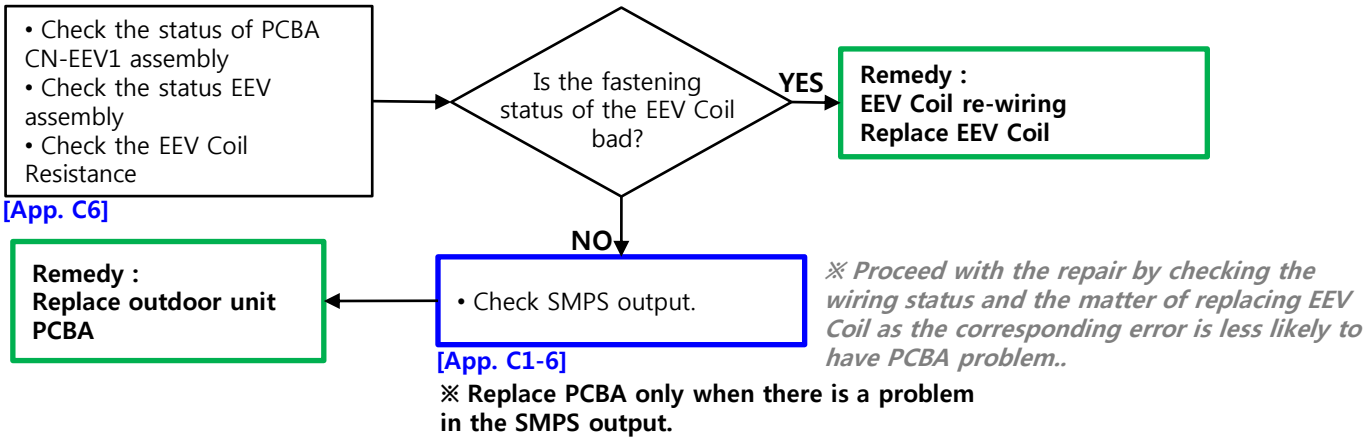 • Check the status of PCBA
CN-EEV1 assembly
• Check the status EEV
assembly
• Check the EEV Coil
Resistance
[App. C6]
Is the fastening
status of the EEV Coil
bad?
YES
Remedy :
EEV Coil re-wiring
Replace EEV Coil
NO
• Check SMPS output.
[App. C1-6]
※ Replace PCBA only when there is a problem
in the SMPS output.
Remedy :
Replace outdoor unit
PCBA
※ Proceed with the repair by checking the
wiring status and the matter of replacing EEV
Coil as the corresponding error is less likely to
have PCBA problem..